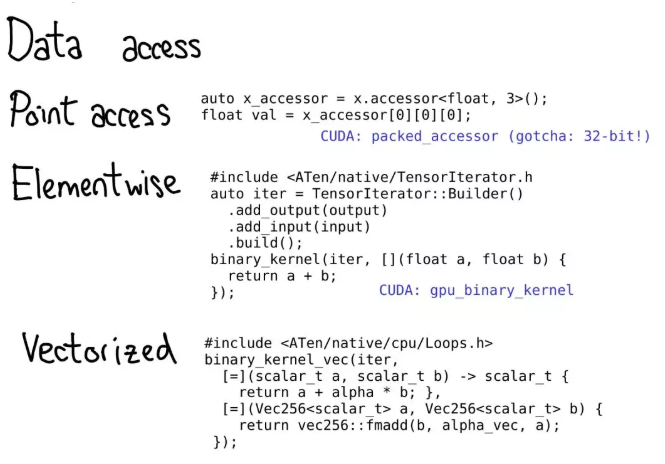 Data access
Point access
auto x_accessor = x.accessor<float, 3>();
float val = x_accessor[0][0][0];
CUDA: packed_accessor (gotcha: 32-bit!)
Elementwise
#include <ATen/native/TensorIterator.h
auto iter = TensorIterator::Builder()
  .add_output(output)
  .add_input(input)
  .build();
binary_kernel(iter, [](float a, float b) {
  return a + b;
});
CUDA: gpu_binary_kernel
Vectorized
#include <ATen/native/cpu/Loops.h>
binary_kernel_vec(iter,
  [=](scalar_t a, scalar_t b) -> scalar_t {
    return a + alpha * b; },
  [=](Vec256<scalar_t> a, Vec256<scalar_t> b) {
    return vec256::fmadd(b, alpha_vec, a);
});